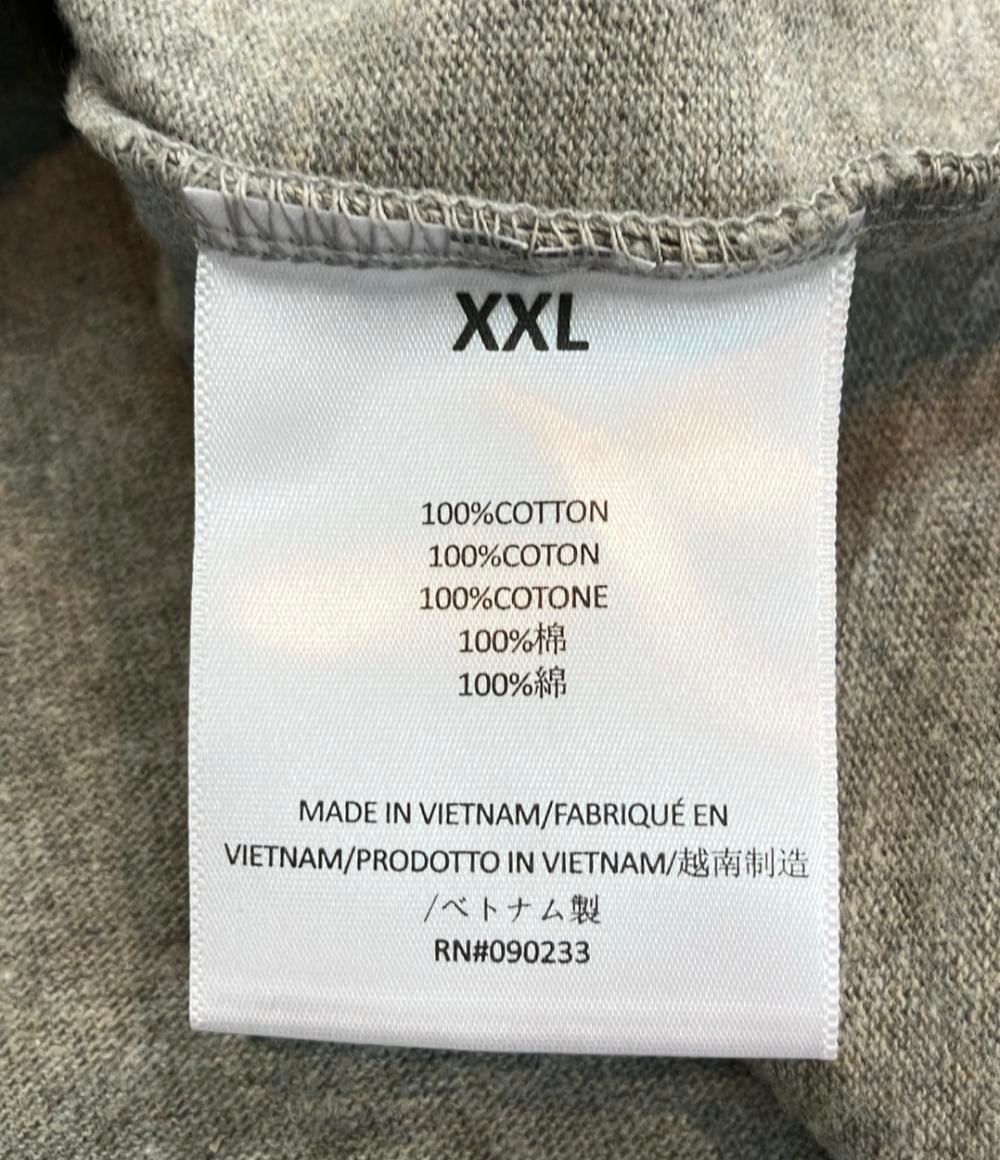 XXL
100%COTTON
100%COTON
100%COTONE
100%棉
100%綿
MADE IN VIETNAM/FABRIQUÉ EN
VIETNAM/PRODOTTO IN VIETNAM/越南制造
/ベトナム製
RN#090233